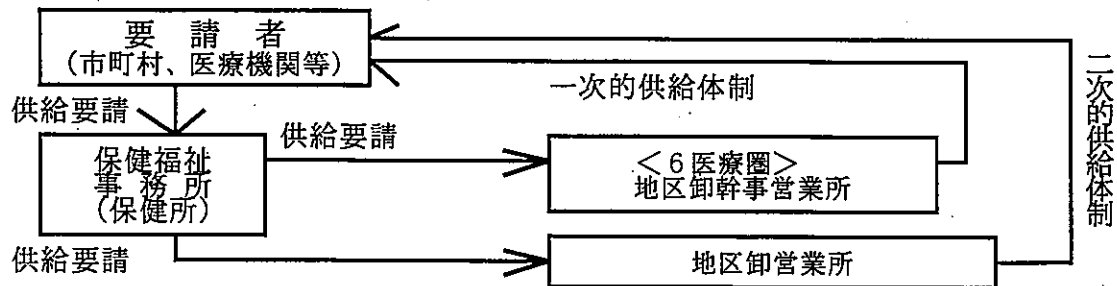 要請者
(市町村、医療機関等)
一次的供給体制
二次的供給体制
供給要請
供給要請
保健福祉
事務所
(保健所)
＜6医療圏＞
地区卸幹事営業所
供給要請
地区卸営業所